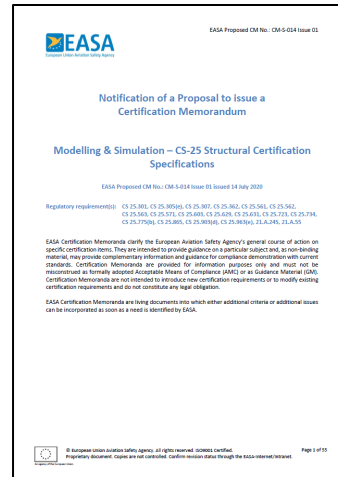 EASA Proposed CM No.: CM-S-014 Issue 01
EASA
European Union Aviation Safety Agency
Notification of a Proposal to issue a
Certification Memorandum
Modelling & Simulation – CS-25 Structural Certification
Specifications
EASA Proposed CM No.: CM-S-014 Issue 01 issued 14 July 2020
Regulatory requirement(s): CS 25.301, CS 25.305(e), CS 25.307, CS 25.362, CS 25.561, CS 25.562,
CS 25.563, CS 25.571, CS 25.603, CS 25.629, CS 25.631, CS 25.723, CS 25.734,
CS 25.775(b), CS 25.865, CS 25.903(d), CS 25.963(e), 21.A.245, 21.A.55
EASA Certification Memoranda clarify the European Aviation Safety Agency's general course of action on
specific certification items. They are intended to provide guidance on a particular subject and, as non-binding
material, may provide complementary information and guidance for compliance demonstration with current
standards. Certification Memoranda are provided for information purposes only and must not be
misconstrued as formally adopted Acceptable Means of Compliance (AMC) or as Guidance Material (GM).
Certification Memoranda are not intended to introduce new certification requirements or to modify existing
certification requirements and do not constitute any legal obligation.
EASA Certification Memoranda are living documents into which either additional criteria or additional issues
can be incorporated as soon as a need is identified by EASA.
© European Union Aviation Safety Agency. All rights reserved. ISO9001 Certified. Page 1 of 55
Proprietary document. Copies are not controlled. Confirm revision status through the EASA-Internet/Intranet.
An agency of the European Union